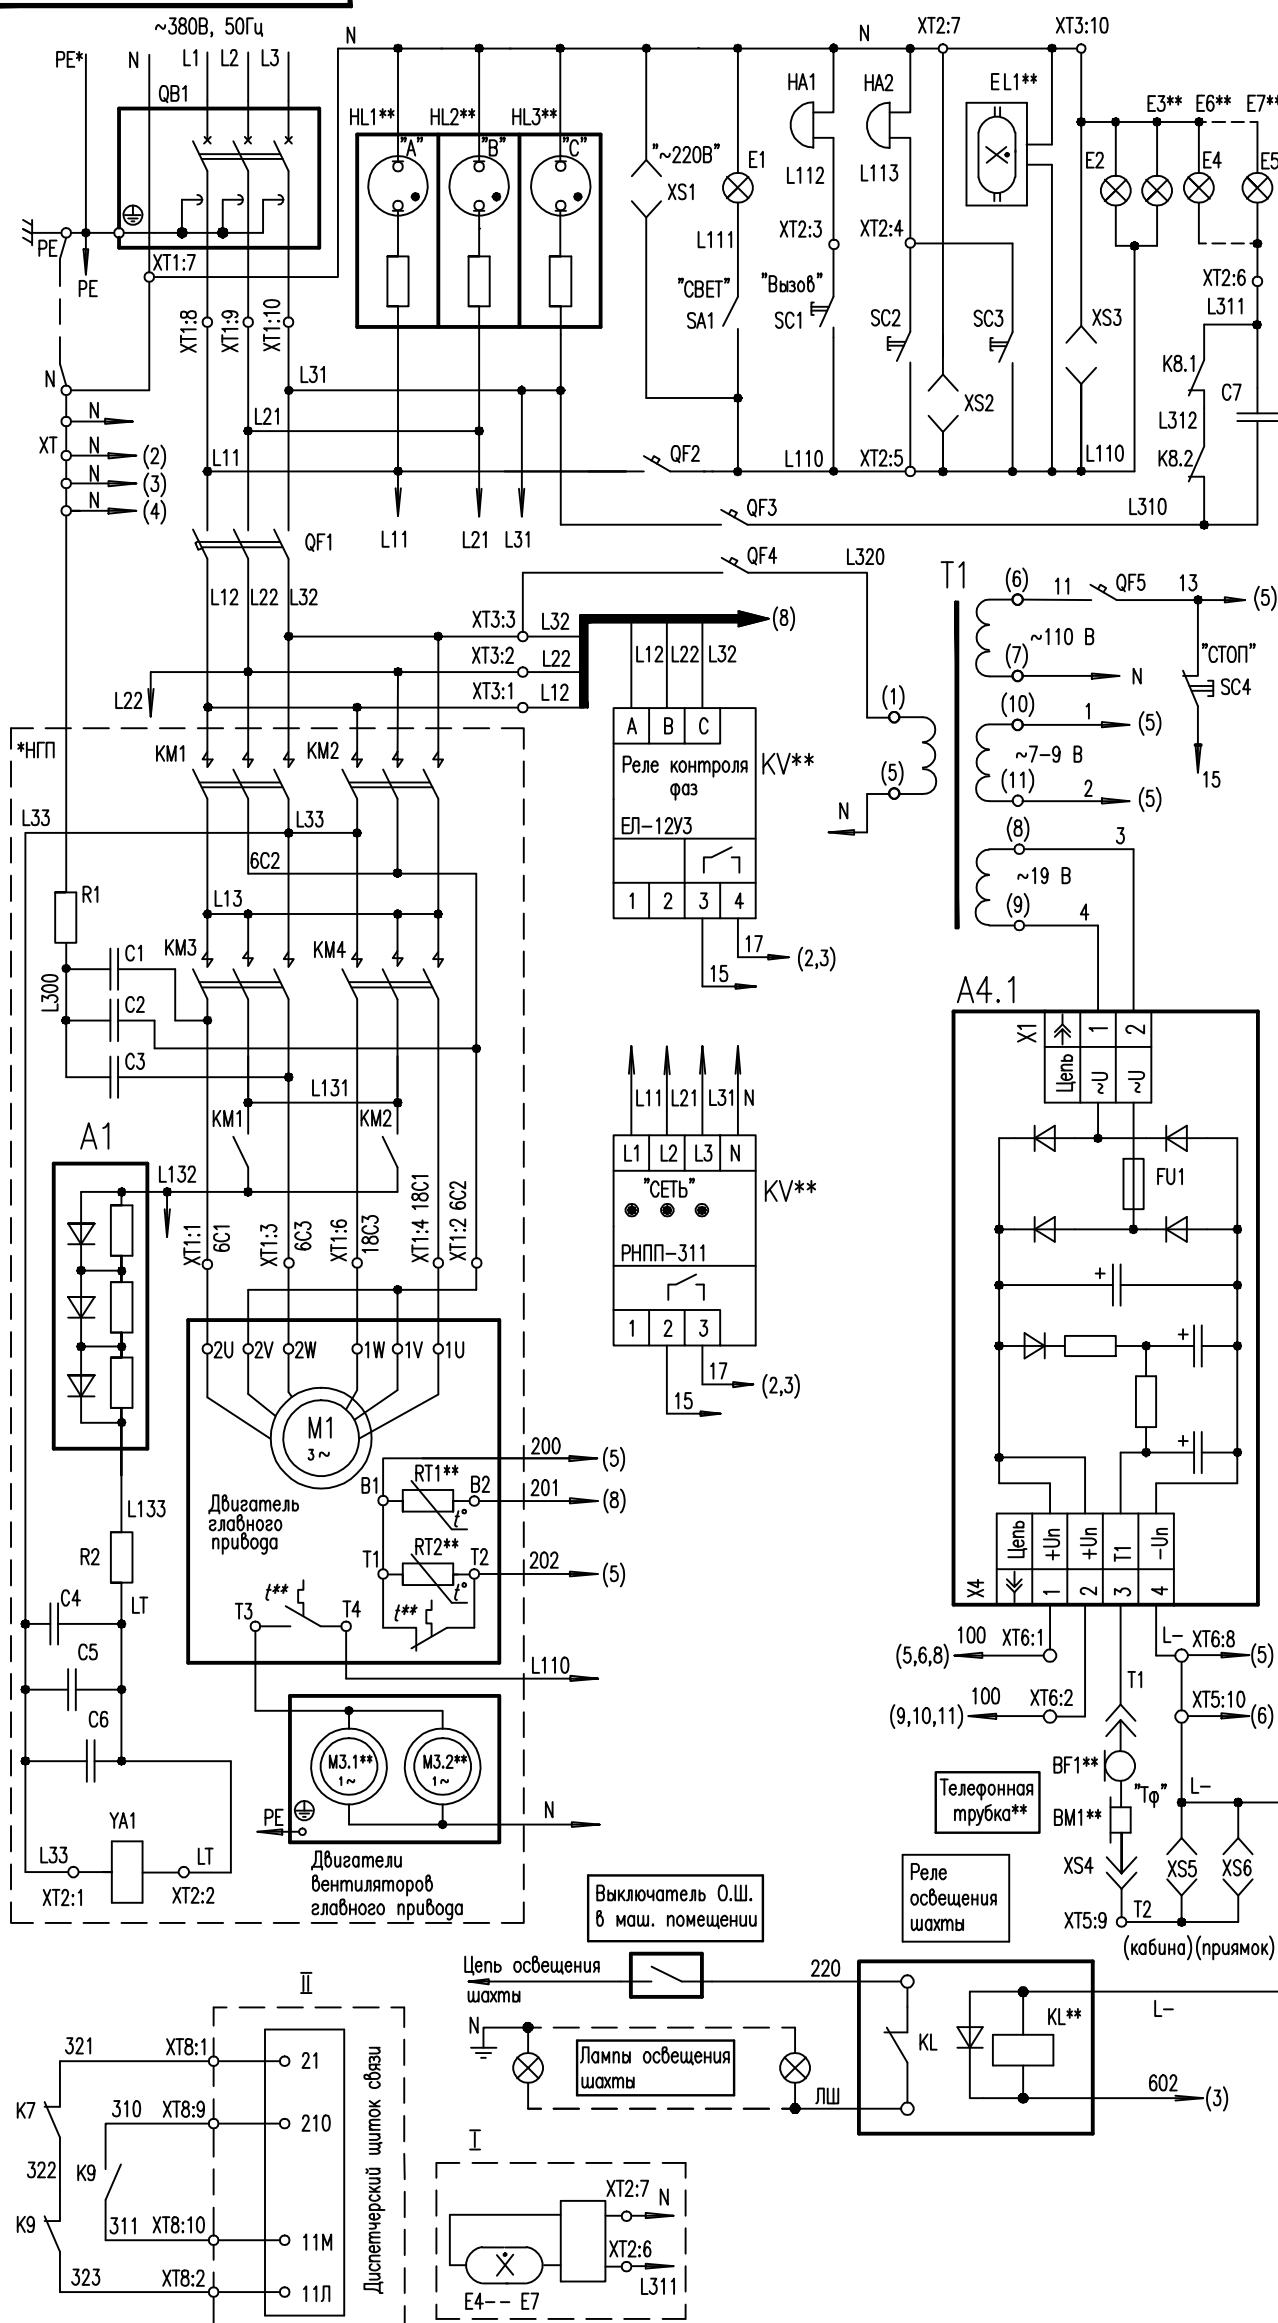 ~380В, 50Гц
PE*
N
L1
L2
L3
QB1
PE
PE
XT1:7
XT1:8
XT1:9
XT1:10
N
N
XT
N
(2)
N
(3)
N
(4)
N
HL1**
HL2**
HL3**
"A"
"B"
"C"
L31
L21
L11
L11
L21
L31
QF1
L12
L22
L32
"~220В"
XS1
E1
L111
"СВЕТ"
SA1
HA1
L112
XT2:3
"Вызов"
SC1
N
HA2
L113
XT2:4
SC2
SC3
XT2:7
EL1**
XS2
XT3:10
XS3
E3**
E6**
E7**
E2
E4
E5
XT2:6
L311
K8.1
C7
L312
K8.2
QF2
L110
XT2:5
L110
QF3
L310
QF4
L320
XT3:3
L32
(8)
XT3:2
L22
XT3:1
L12
L22
L12
L22
L32
A
B
C
Реле контроля
фаз
ЕЛ-12У3
1
2
3
4
KV**
17
(2,3)
15
T1
(1)
(5)
N
(6)
11
QF5
13
(5)
~110 В
(7)
N
"СТОП"
SC4
15
(10)
1
(5)
~7-9 В
(11)
2
(5)
(8)
3
~19 В
(9)
4
*НГП
KM1
KM2
L33
L33
6C2
L13
R1
KM3
KM4
C1
L300
C2
C3
L131
KM1
KM2
A1
L132
XT1:1
6C1
XT1:3
6C3
XT1:6
18C3
XT1:4 18C1
XT1:2 6C2
L11
L21
L31
N
L1
L2
L3
N
"СЕТЬ"
KV**
РНПП-311
1
2
3
17
(2,3)
15
2U
2V
2W
1W
1V
1U
M1
3~
Двигатель
главного
привода
200
(5)
B1
RT1**
B2
201
(8)
t°
T1
RT2**
T2
202
(5)
t°
T3
t**
T4
t**
L110
L133
R2
LT
C4
C5
C6
M3.1**
1~
M3.2**
1~
N
PE
Двигатели
вентиляторов
главного привода
YA1
L33
LT
XT2:1
XT2:2
A4.1
X1
Цепь
1
~U
2
~U
FU1
+
+
+
X4
Цепь
1
+Uп
2
+Uп
3
T1
4
-Uп
(5,6,8)
100
XT6:1
(9,10,11)
100
XT6:2
T1
L-
XT6:8
(5)
XT5:10
(6)
BF1**
"Тф"
L-
Телефонная
трубка**
BM1**
XS4
XS5
XS6
XT5:9
T2
(кабина)
(приямок)
Выключатель О.Ш.
в маш. помещении
Реле
освещения
шахты
Цепь освещения
шахты
220
KL
KL**
L-
602
(3)
N
Лампы освещения
шахты
ЛШ
II
321
XT8:1
21
K7
310
XT8:9
210
322
K9
K9
311
XT8:10
11М
323
XT8:2
11Л
Диспетчерский щиток связи
I
XT2:7
N
XT2:6
L311
E4-- E7